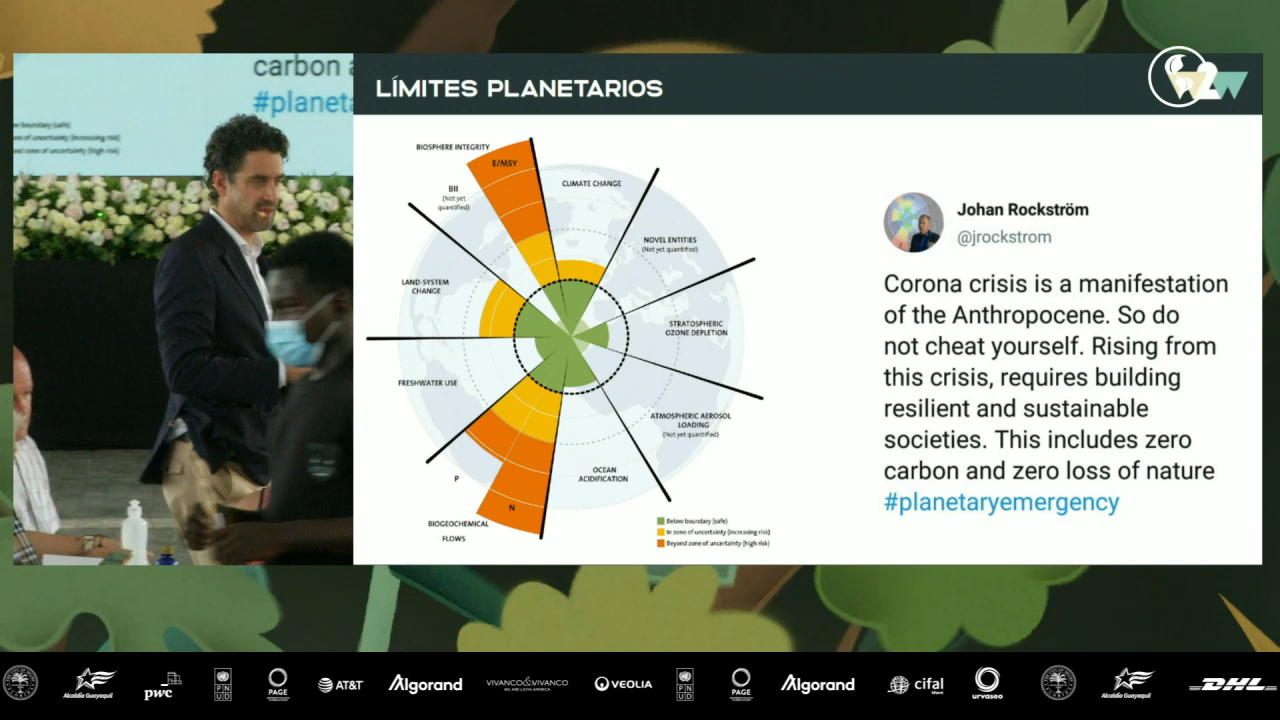 carbon
#planet
LÍMITES PLANETARIOS
BIOSPHERE INTEGRITY
E/MSY
CLIMATE CHANGE
BII
(Not yet
quantified)
NOVEL ENTITIES
(Not yet quantified)
LAND-SYSTEM
CHANGE
STRATOSPHERIC
OZONE DEPLETION
FRESHWATER USE
ATMOSPHERIC AEROSOL
LOADING
(Not yet quantified)
OCEAN
ACIDIFICATION
P
N
BIOGEOCHEMICAL
FLOWS
Below boundary (safe)
In zone of uncertainty (increasing risk)
Beyond zone of uncertainty (high risk)
Johan Rockström
@jrockstrom
Corona crisis is a manifestation
of the Anthropocene. So do
not cheat yourself. Rising from
this crisis, requires building
resilient and sustainable
societies. This includes zero
carbon and zero loss of nature
#planetaryemergency
W2W
Alcaldía Guayaquil
pwc
PNUD
PAGE
AT&T
Algorand
VIVANCO&VIVANCO
WE ARE LATIN AMERICA
VEOLIA
PNUD
PAGE
Algorand
cifal
Miami
urvaseo
Alcaldía Guayaquil
DHL